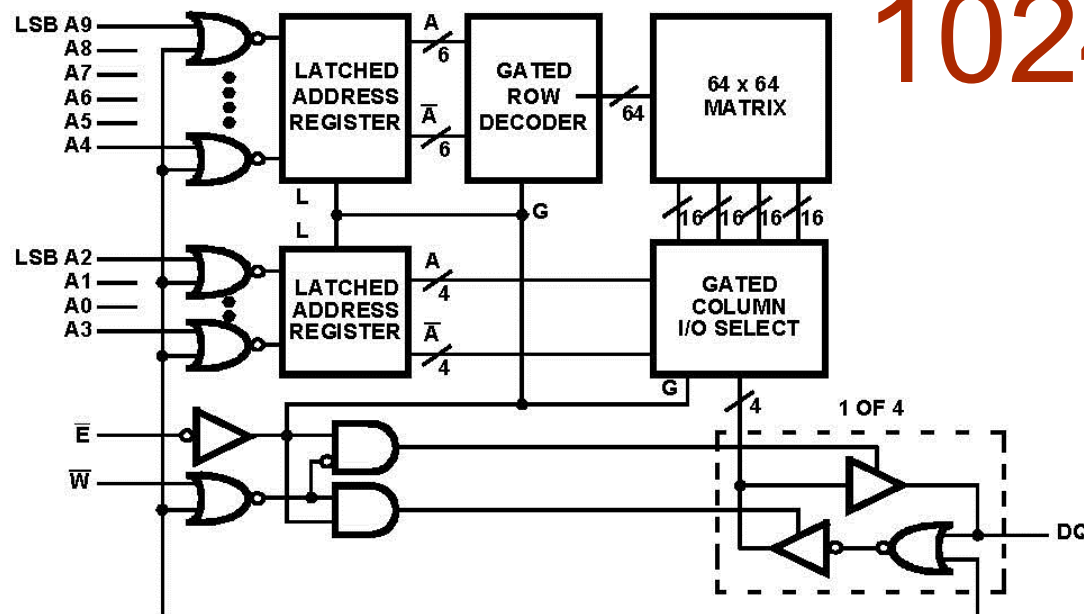 1024
LSB A9
A8
A7
A6
A5
A4
LATCHED
ADDRESS
REGISTER
A
6
A̅
6
GATED
ROW
DECODER
64
64 x 64
MATRIX
L
L
G
16 16 16 16
LSB A2
A1
A0
A3
LATCHED
ADDRESS
REGISTER
A
4
A̅
4
GATED
COLUMN
I/O SELECT
G
4
1 OF 4
E̅
W̅
DQ